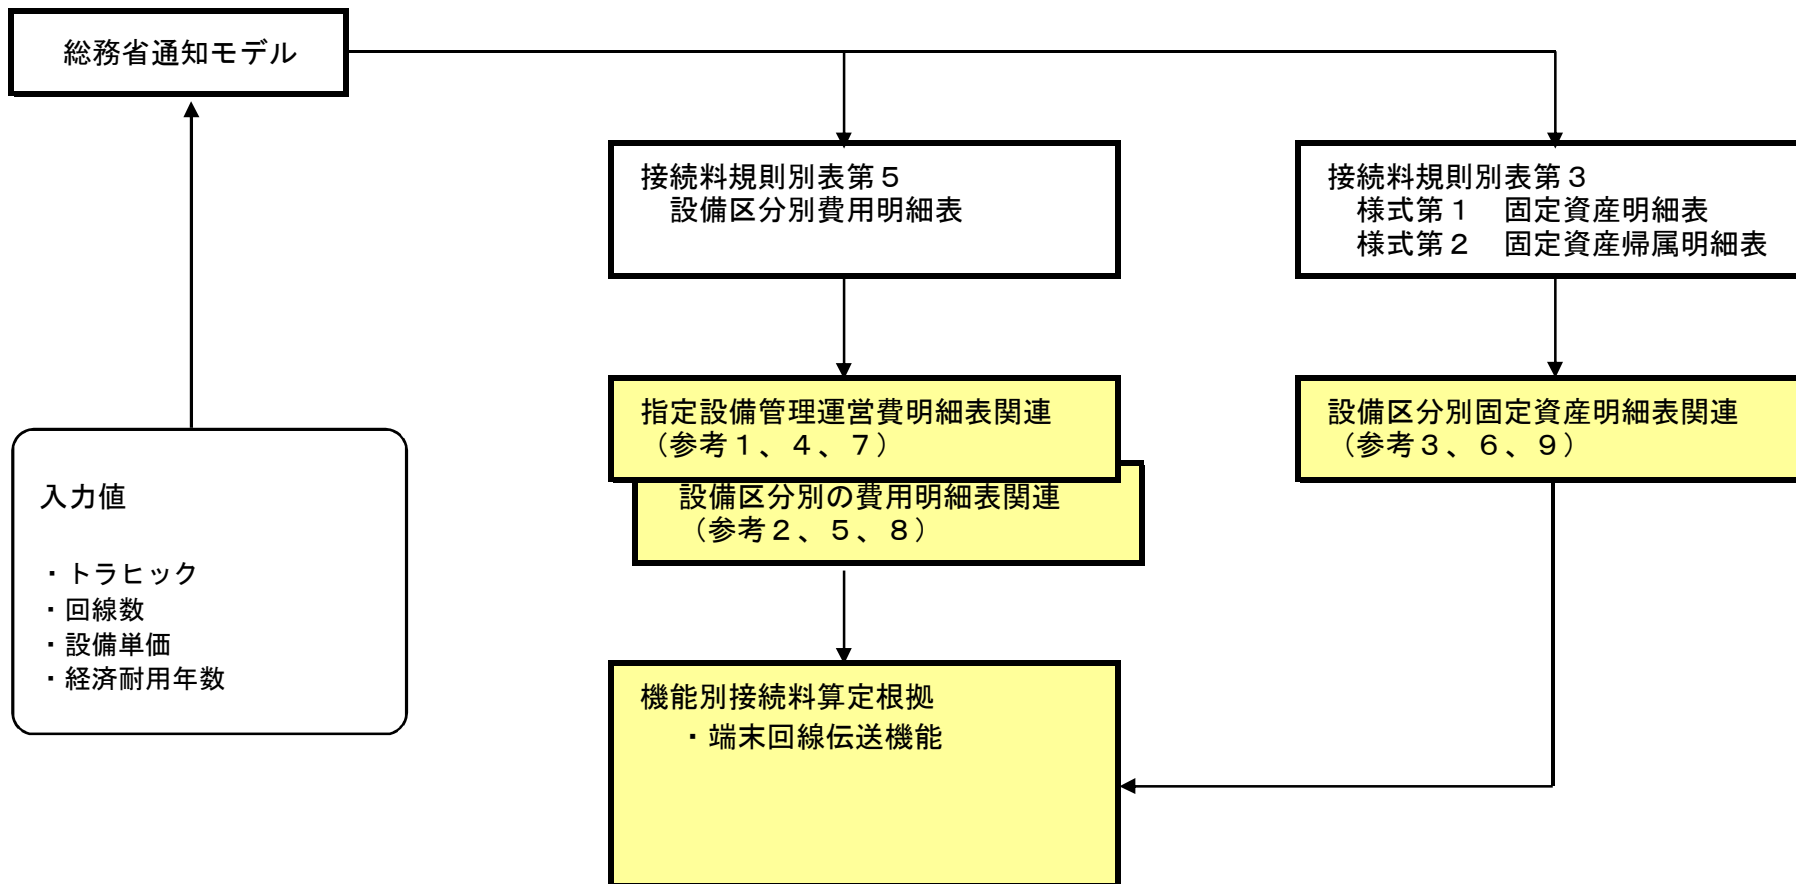 総務省通知モデル
接続料規則別表第５
設備区分別費用明細表
接続料規則別表第３
様式第１　固定資産明細表
様式第２　固定資産帰属明細表
指定設備管理運営費明細表関連
（参考１、４、７）
設備区分別の費用明細表関連
（参考２、５、８）
設備区分別固定資産明細表関連
（参考３、６、９）
入力値
・トラヒック
・回線数
・設備単価
・経済耐用年数
機能別接続料算定根拠
・端末回線伝送機能